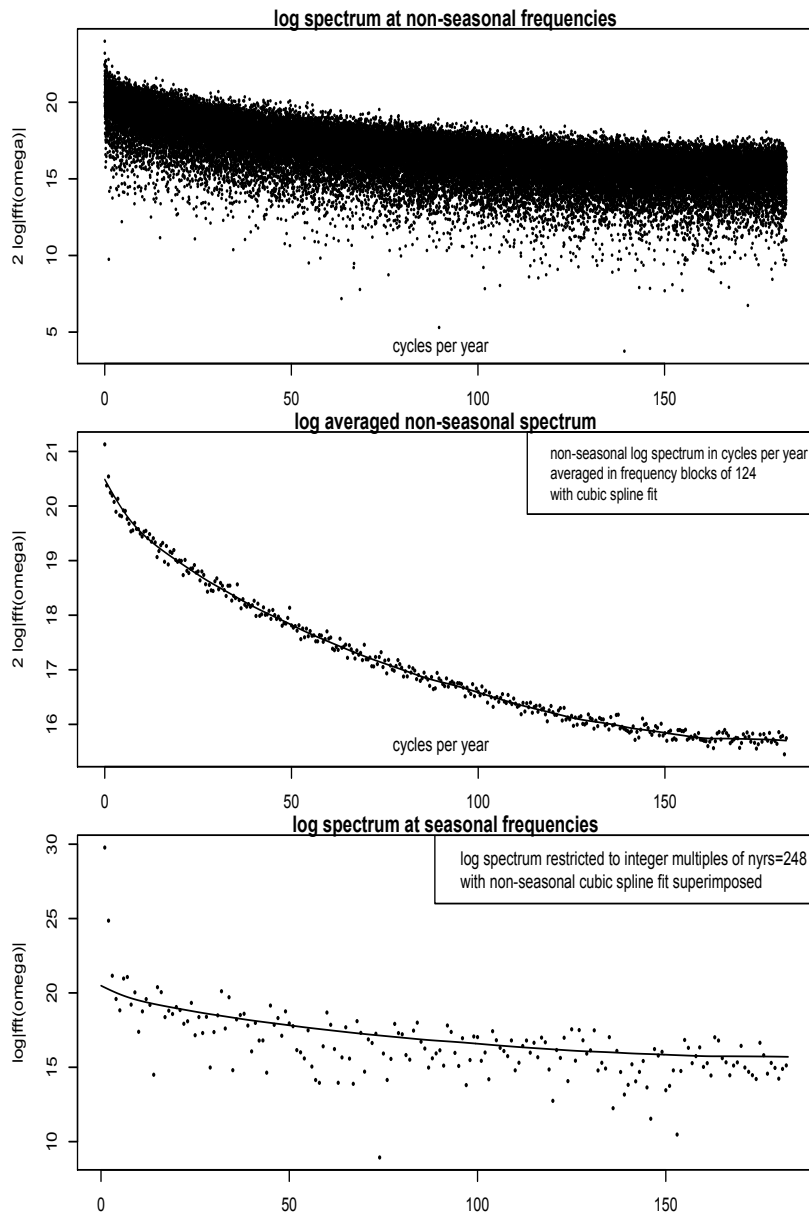 log spectrum at non-seasonal frequencies
2 log|fft(omega)|
20
15
10
5
cycles per year
0
50
100
150
log averaged non-seasonal spectrum
2 log|fft(omega)|
21
20
19
18
17
16
non-seasonal log spectrum in cycles per year
averaged in frequency blocks of 124
with cubic spline fit
cycles per year
0
50
100
150
log spectrum at seasonal frequencies
log|fft(omega)|
30
25
20
15
10
log spectrum restricted to integer multiples of nyrs=248
with non-seasonal cubic spline fit superimposed
0
50
100
150